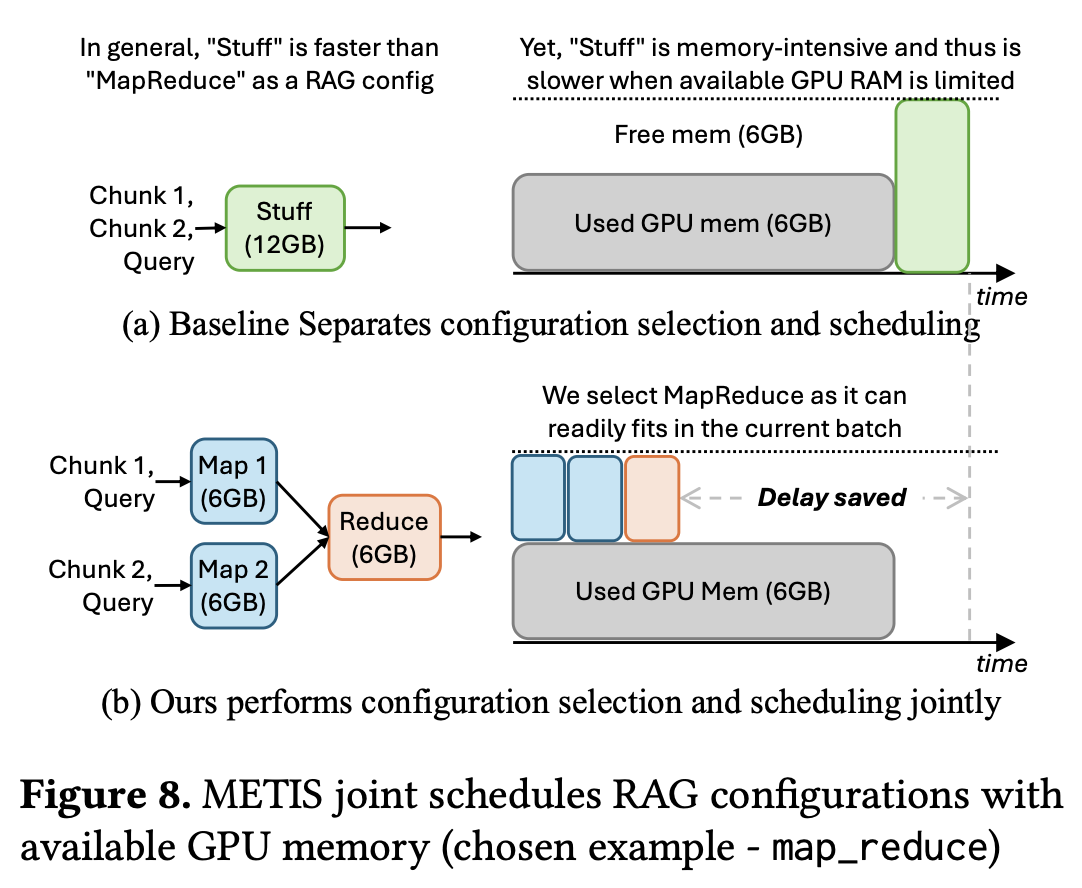 In general, "Stuff" is faster than
"MapReduce" as a RAG config
Yet, "Stuff" is memory-intensive and thus is
slower when available GPU RAM is limited
Free mem (6GB)
Chunk 1,
Chunk 2,
Query
Stuff
(12GB)
Used GPU mem (6GB)
time
(a) Baseline Separates configuration selection and scheduling
We select MapReduce as it can
readily fits in the current batch
Chunk 1,
Query
Map 1
(6GB)
Chunk 2,
Query
Map 2
(6GB)
Reduce
(6GB)
Delay saved
Used GPU Mem (6GB)
time
(b) Ours performs configuration selection and scheduling jointly
Figure 8. METIS joint schedules RAG configurations with
available GPU memory (chosen example - map_reduce)